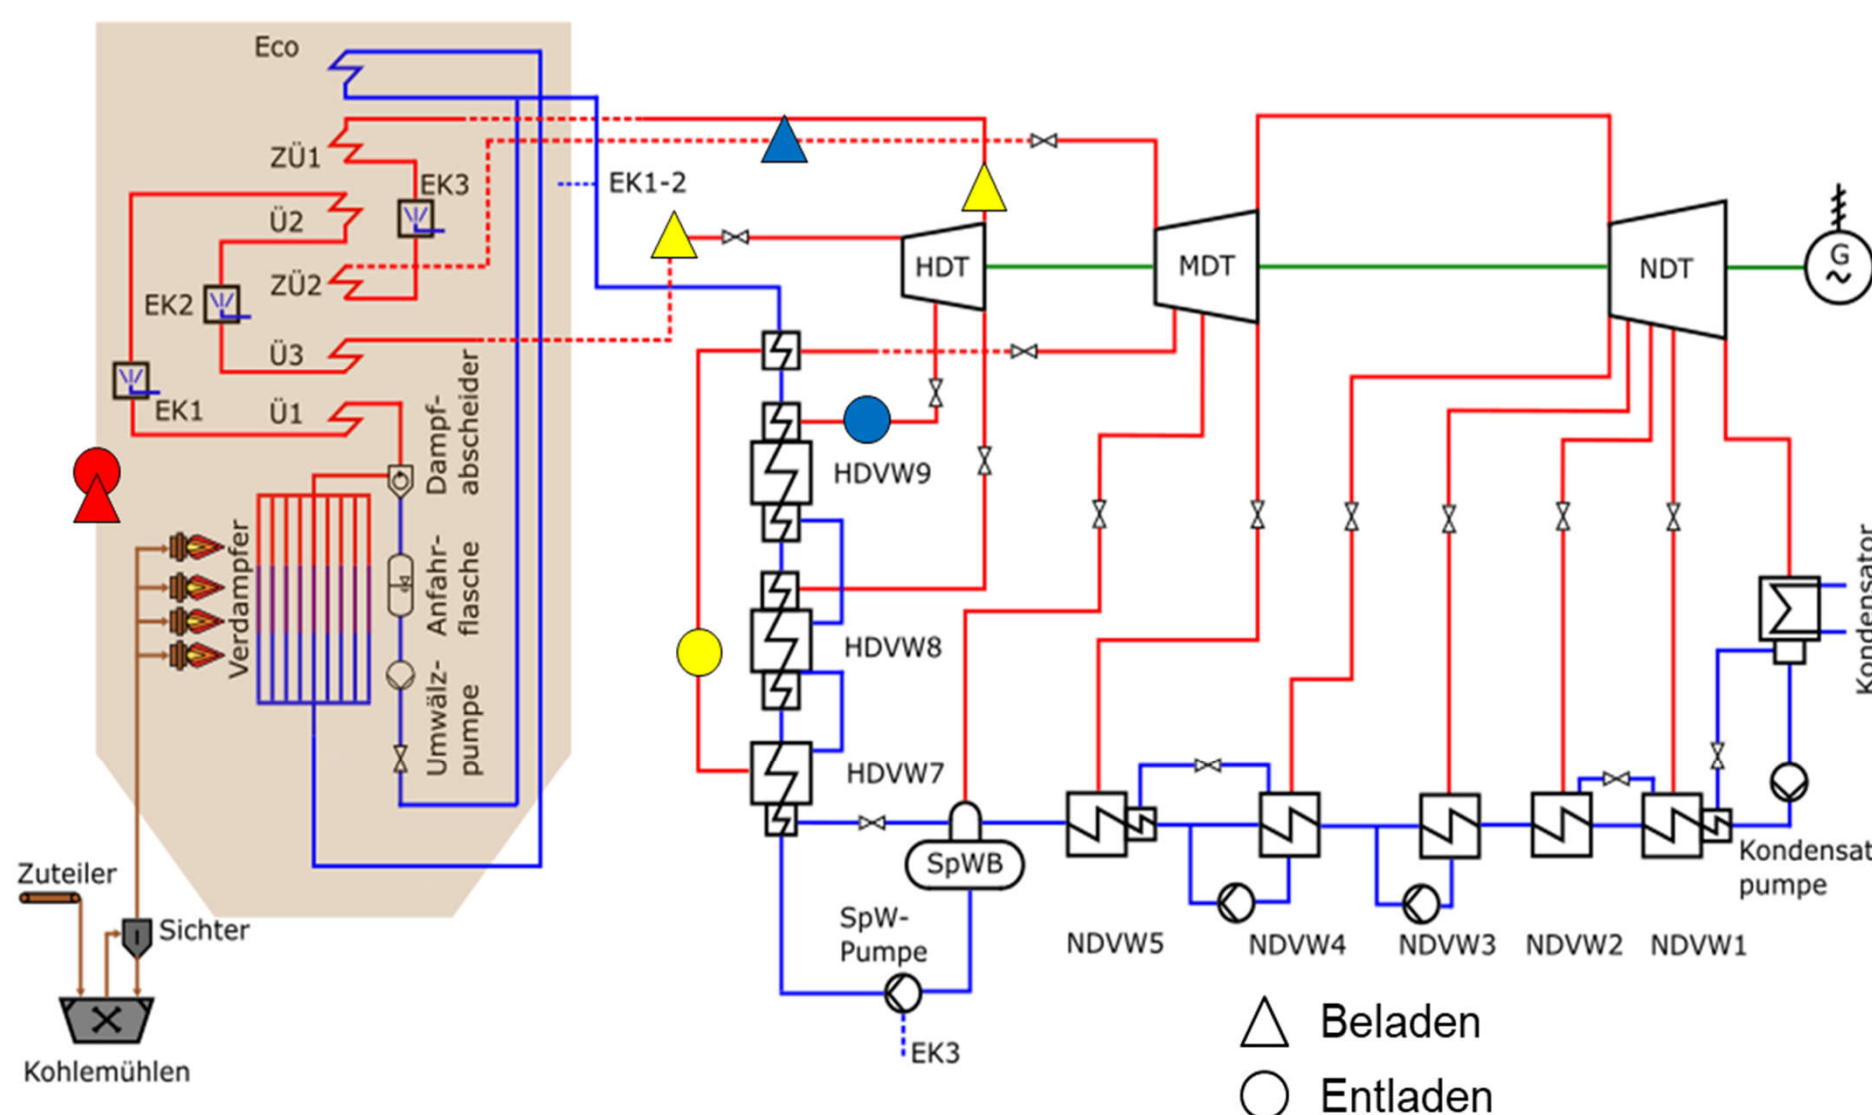 Eco
ZÜ1
EK3
EK1-2
Ü2
ZÜ2
EK2
Ü3
EK1
Ü1
Dampf-
abscheider
HDT
MDT
NDT
G
HDVW9
Verdampfer
Anfahr-
flasche
HDVW8
Umwälz-
pumpe
HDVW7
Kondensator
SpWB
Kondensat
pumpe
Zuteiler
Sichter
SpW-
Pumpe
NDVW5
NDVW4
NDVW3
NDVW2
NDVW1
EK3
Kohlemühlen
Beladen
Entladen